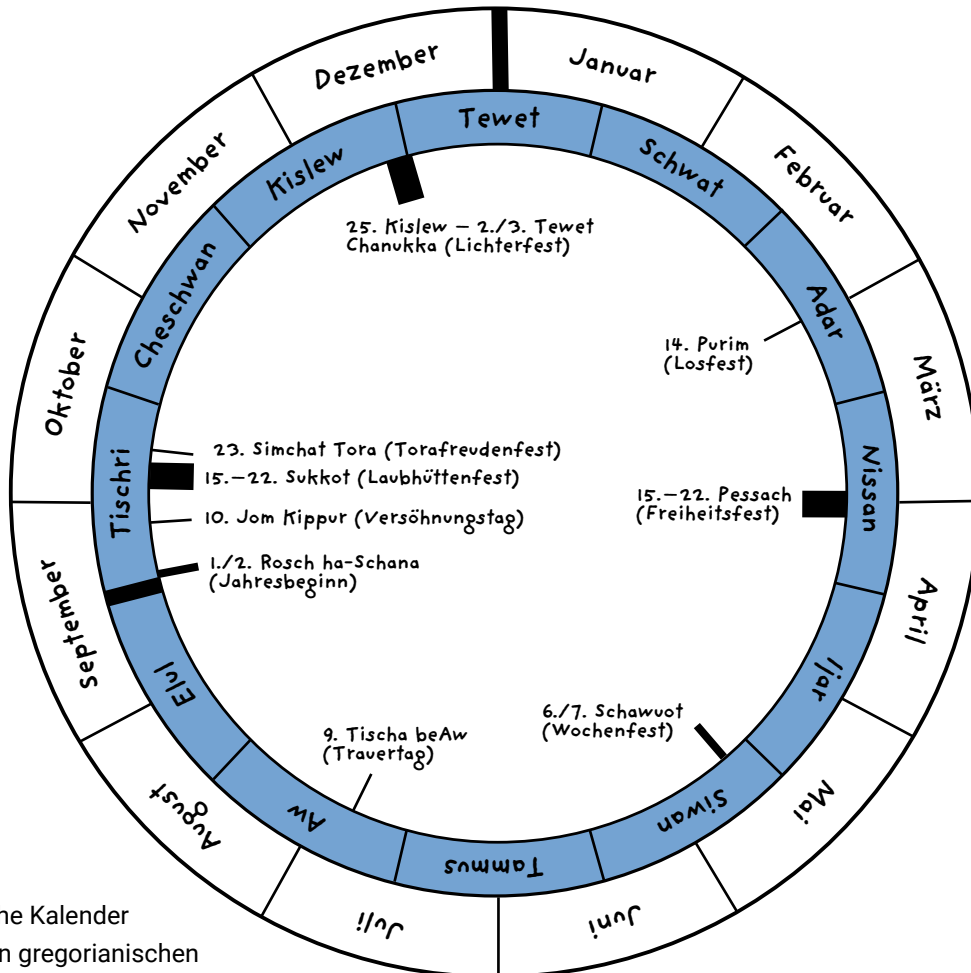 Dezember
Januar
November
Februar
Oktober
März
September
April
August
Mai
Juli
Juni
Tewet
Kislew
Schwat
Cheschwan
Adar
Tischri
Nissan
Elul
Ijar
Aw
Siwan
Tammus
25. Kislew – 2./3. Tewet
Chanukka (Lichterfest)
14. Purim
(Losfest)
23. Simchat Tora (Torafreudenfest)
15.–22. Sukkot (Laubhüttenfest)
10. Jom Kippur (Versöhnungstag)
1./2. Rosch ha-Schana
(Jahresbeginn)
15.–22. Pessach
(Freiheitsfest)
6./7. Schawuot
(Wochenfest)
9. Tischa beAw
(Trauertag)
ne Kalender
n gregorianischen